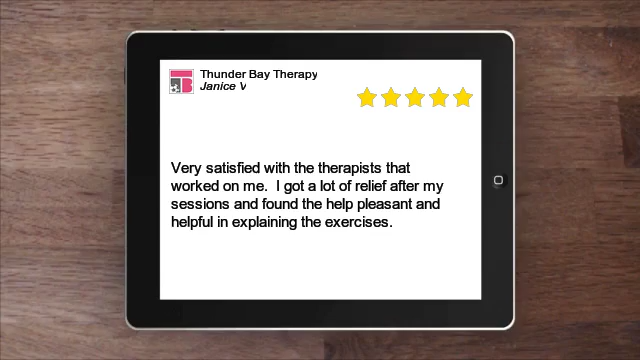 Thunder Bay Therapy
Janice V
Very satisfied with the therapists that
worked on me.  I got a lot of relief after my
sessions and found the help pleasant and
helpful in explaining the exercises.